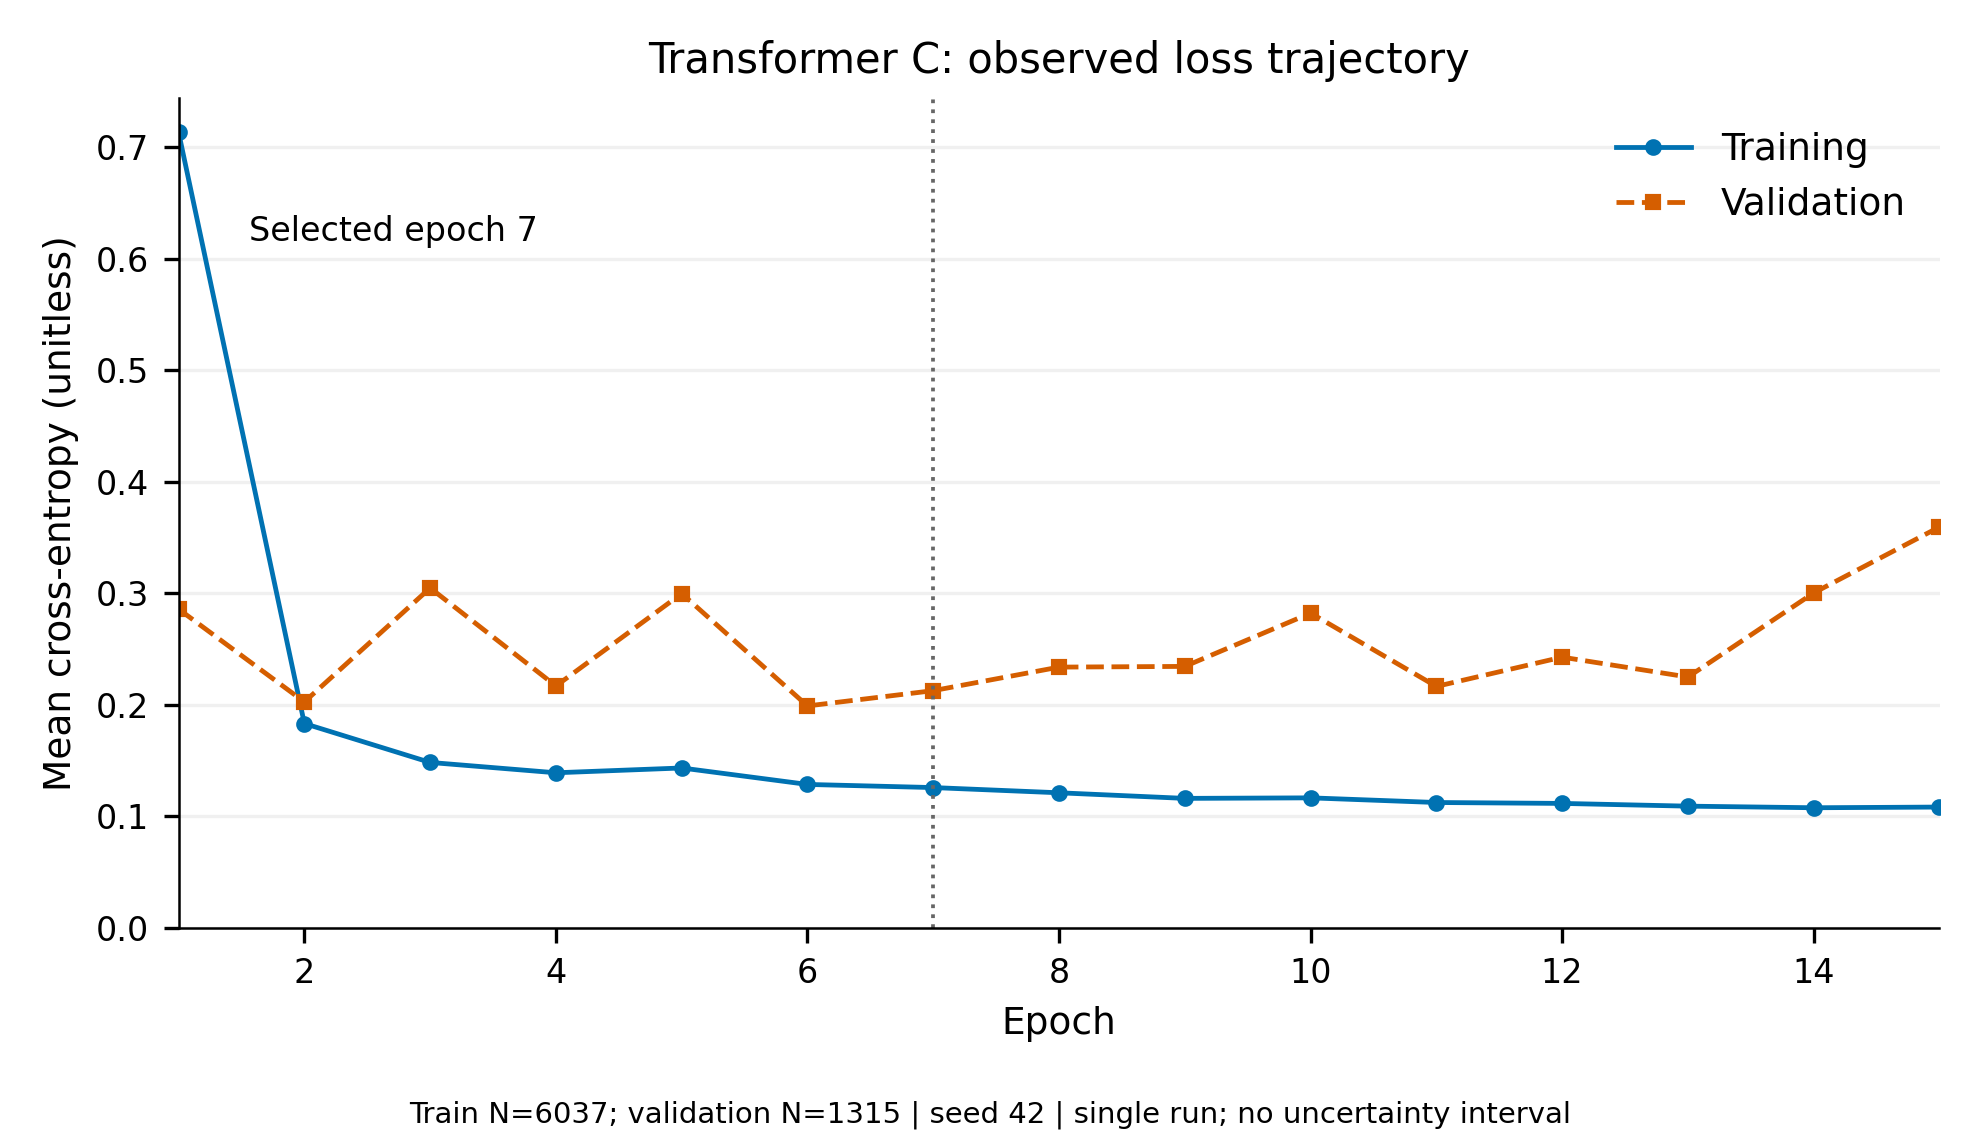 Transformer C: observed loss trajectory
Training
Validation
Selected epoch 7
Mean cross-entropy (unitless)
0.7
0.6
0.5
0.4
0.3
0.2
0.1
0.0
2 4 6 8 10 12 14
Epoch
Train N=6037; validation N=1315 | seed 42 | single run; no uncertainty interval